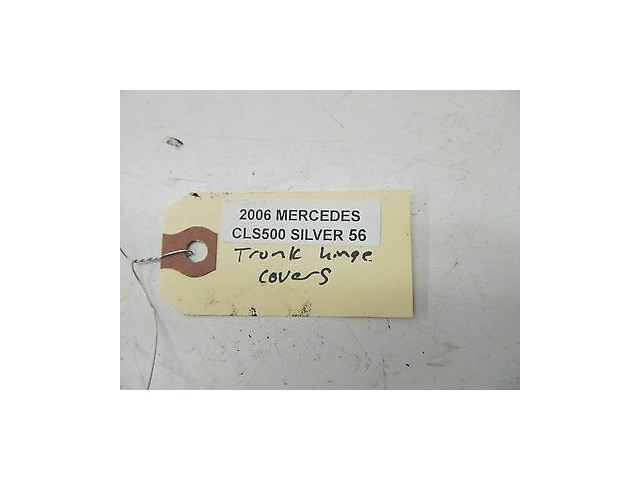 2006 MERCEDES
CLS500 SILVER 56
Trunk hinge
covers